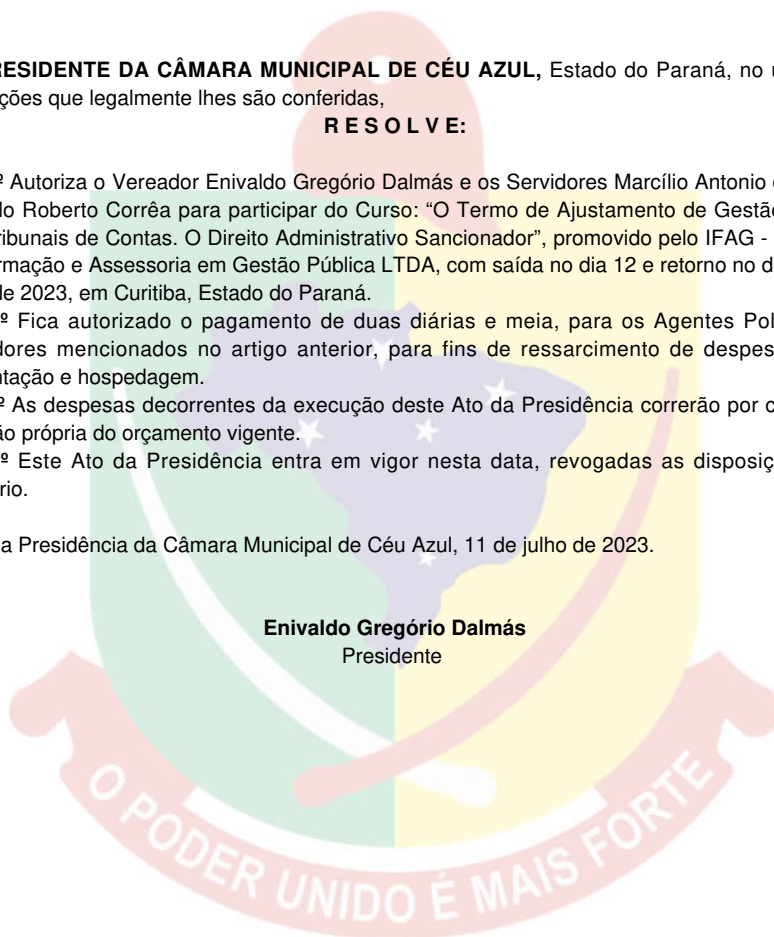 RESIDENTE DA CÂMARA MUNICIPAL DE CÉU AZUL, Estado do Paraná, no u
ções que legalmente lhes são conferidas,
R E S O L V E:
º Autoriza o Vereador Enivaldo Gregório Dalmás e os Servidores Marcílio Antonio
do Roberto Corrêa para participar do Curso: “O Termo de Ajustamento de Gestão
ribunais de Contas. O Direito Administrativo Sancionador”, promovido pelo IFAG -
rmação e Assessoria em Gestão Pública LTDA, com saída no dia 12 e retorno no d
de 2023, em Curitiba, Estado do Paraná.
º Fica autorizado o pagamento de duas diárias e meia, para os Agentes Pol
dores mencionados no artigo anterior, para fins de ressarcimento de despes
ntação e hospedagem.
º As despesas decorrentes da execução deste Ato da Presidência correrão por c
ão própria do orçamento vigente.
º Este Ato da Presidência entra em vigor nesta data, revogadas as disposiç
rio.
a Presidência da Câmara Municipal de Céu Azul, 11 de julho de 2023.
Enivaldo Gregório Dalmás
Presidente
O PODER UNIDO É MAIS FORTE